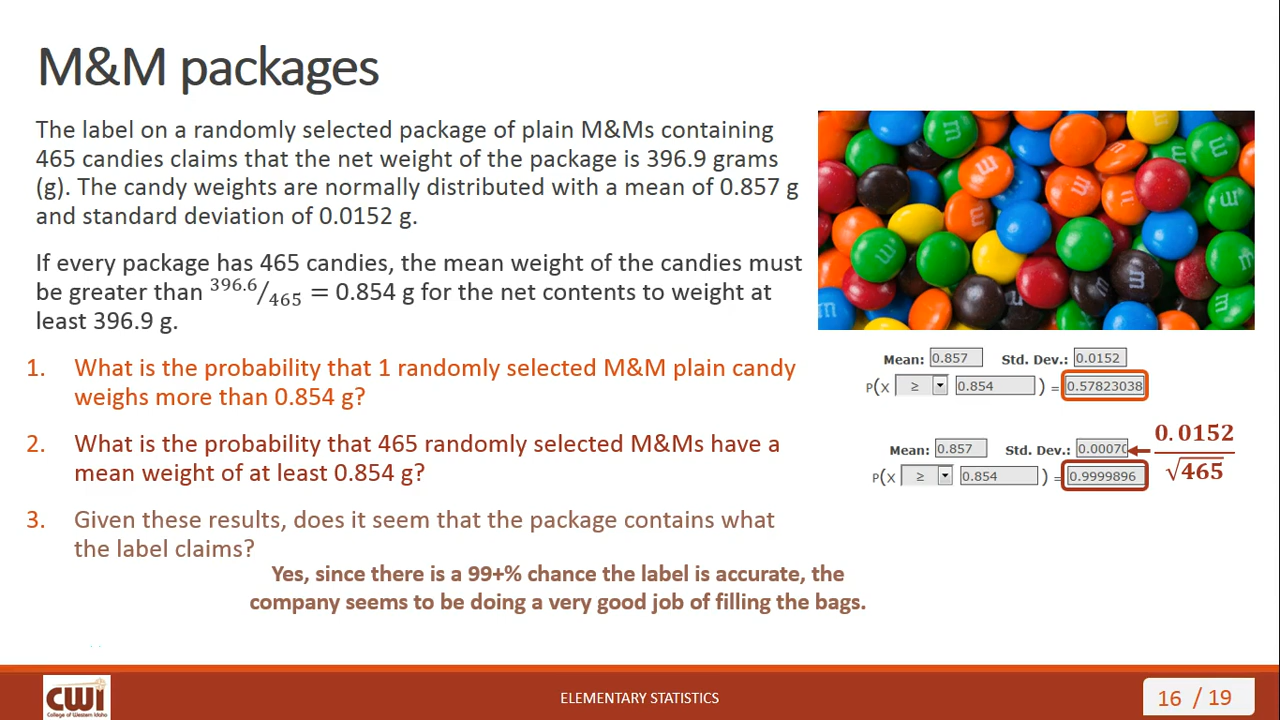 M&M packages
The label on a randomly selected package of plain M&Ms containing
465 candies claims that the net weight of the package is 396.9 grams
(g). The candy weights are normally distributed with a mean of 0.857 g
and standard deviation of 0.0152 g.
If every package has 465 candies, the mean weight of the candies must
be greater than 396.6/465 = 0.854 g for the net contents to weight at
least 396.9 g.
1. What is the probability that 1 randomly selected M&M plain candy
weighs more than 0.854 g?
2. What is the probability that 465 randomly selected M&Ms have a
mean weight of at least 0.854 g?
3. Given these results, does it seem that the package contains what
the label claims?
Yes, since there is a 99+% chance the label is accurate, the
company seems to be doing a very good job of filling the bags.
Mean: 0.857 Std. Dev.: 0.0152
P(X ≥ 0.854 ) = 0.57823038
Mean: 0.857 Std. Dev.: 0.00070
P(X ≥ 0.854 ) = 0.9999896
0.0152
√465
CWI
College of Western Idaho
ELEMENTARY STATISTICS
16 / 19